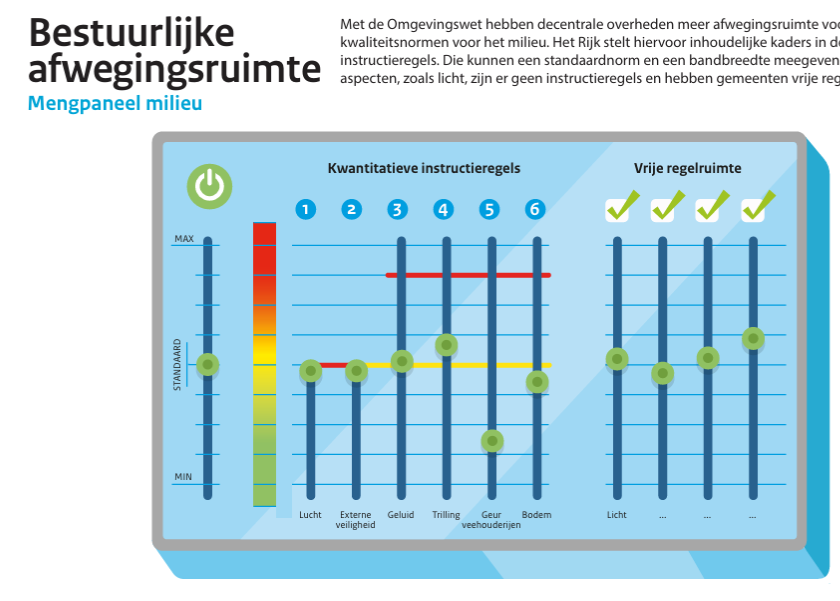 Bestuurlijke
afwegingsruimte
Mengpaneel milieu
Met de Omgevingswet hebben decentrale overheden meer afwegingsruimte
kwaliteitsnormen voor het milieu. Het Rijk stelt hiervoor inhoudelijke kaders in
instructieregels. Die kunnen een standaardnorm en een bandbreedte meegeven
aspecten, zoals licht, zijn er geen instructieregels en hebben gemeenten vrije
Kwantitatieve instructieregels
Vrije regelruimte
1 2 3 4 5 6
MAX
STANDAARD
MIN
Lucht
Externe
veiligheid
Geluid
Trilling
Geur
veehouderijen
Bodem
Licht
...
...
...